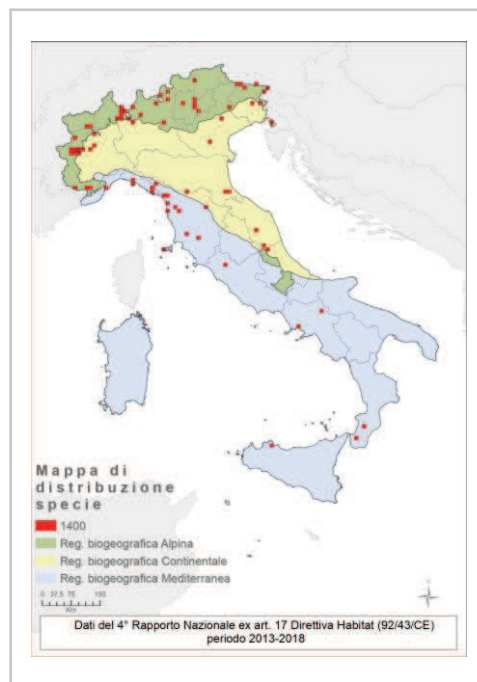 Mappa di
distribuzione
specie
1400
Reg. biogeografica Alpina
Reg. biogeografica Continentale
Reg. biogeografica Mediterranea
0 37,5 75 150
Km
Dati del 4° Rapporto Nazionale ex art. 17 Direttiva Habitat (92/43/CE)
periodo 2013-2018